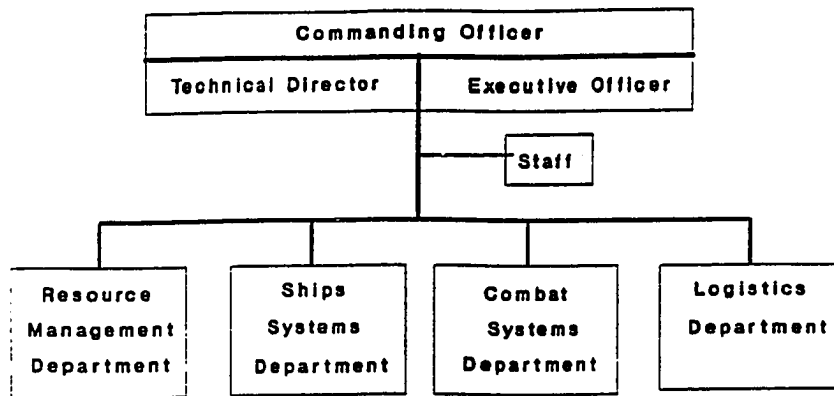 Commanding Officer
Technical Director
Executive Officer
Staff
Resource
Management
Department
Ships
Systems
Department
Combat
Systems
Department
Logistics
Department